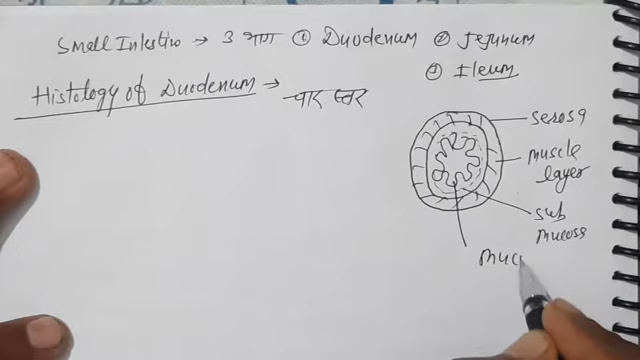 Small Intestine → 3 भाग ① Duodenum ② Jejunum
③ Ileum
Histology of Duodenum →
चार स्तर
serosa
muscle
layer
sub
mucosa
muc